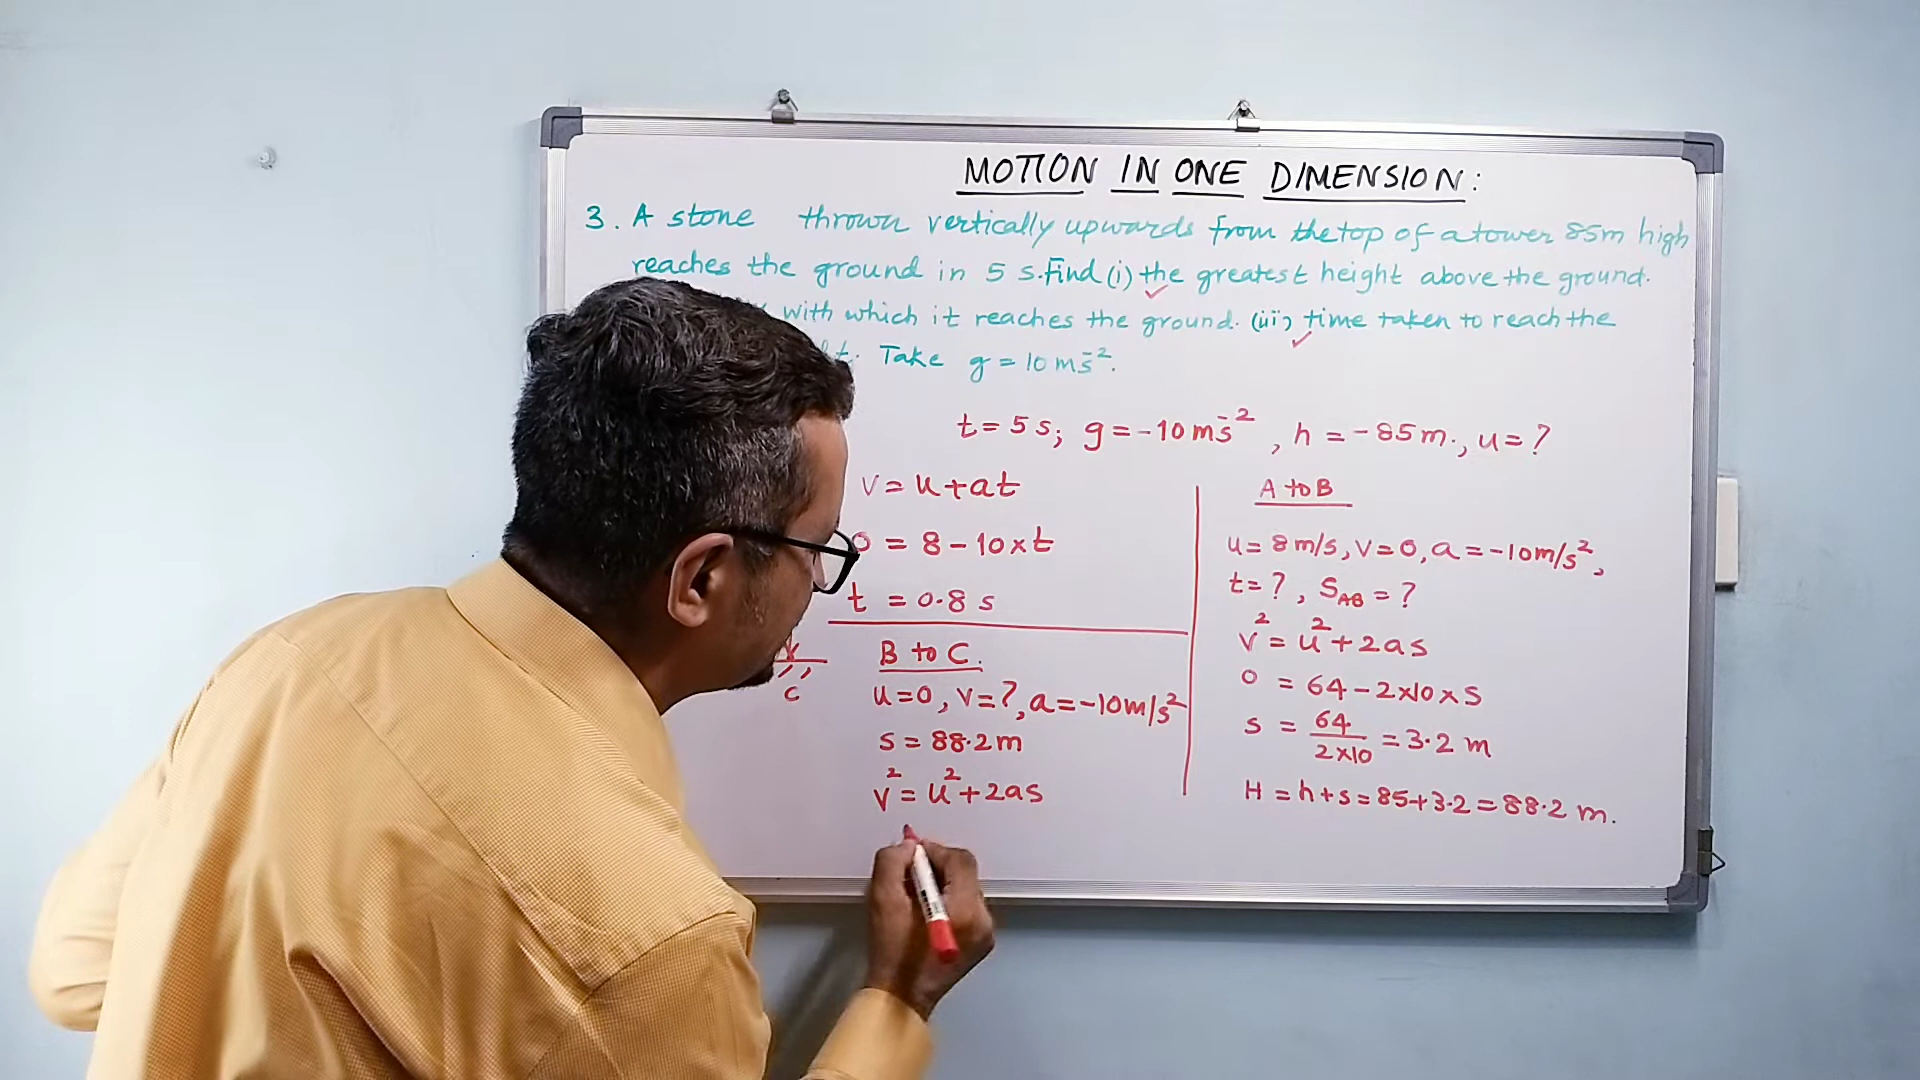 MOTION IN ONE DIMENSION:
3. A stone thrown vertically upwards from the top of a tower 85m high
reaches the ground in 5 s. Find (i) the greatest height above the ground.
with which it reaches the ground. (iii) time taken to reach the
Take g = 10 ms⁻².
t = 5 s; g = -10 ms⁻², h = -85 m., u = ?
v = u + at
0 = 8 - 10 x t
t = 0.8 s
C
B to C.
u = 0, v = ?, a = -10 m/s²
s = 88.2 m
v² = u² + 2as
A to B
u = 8 m/s, v = 0, a = -10 m/s²,
t = ?, S_AB = ?
v² = u² + 2as
0 = 64 - 2x10 x s
s = 64/2x10 = 3.2 m
H = h + s = 85 + 3.2 = 88.2 m.